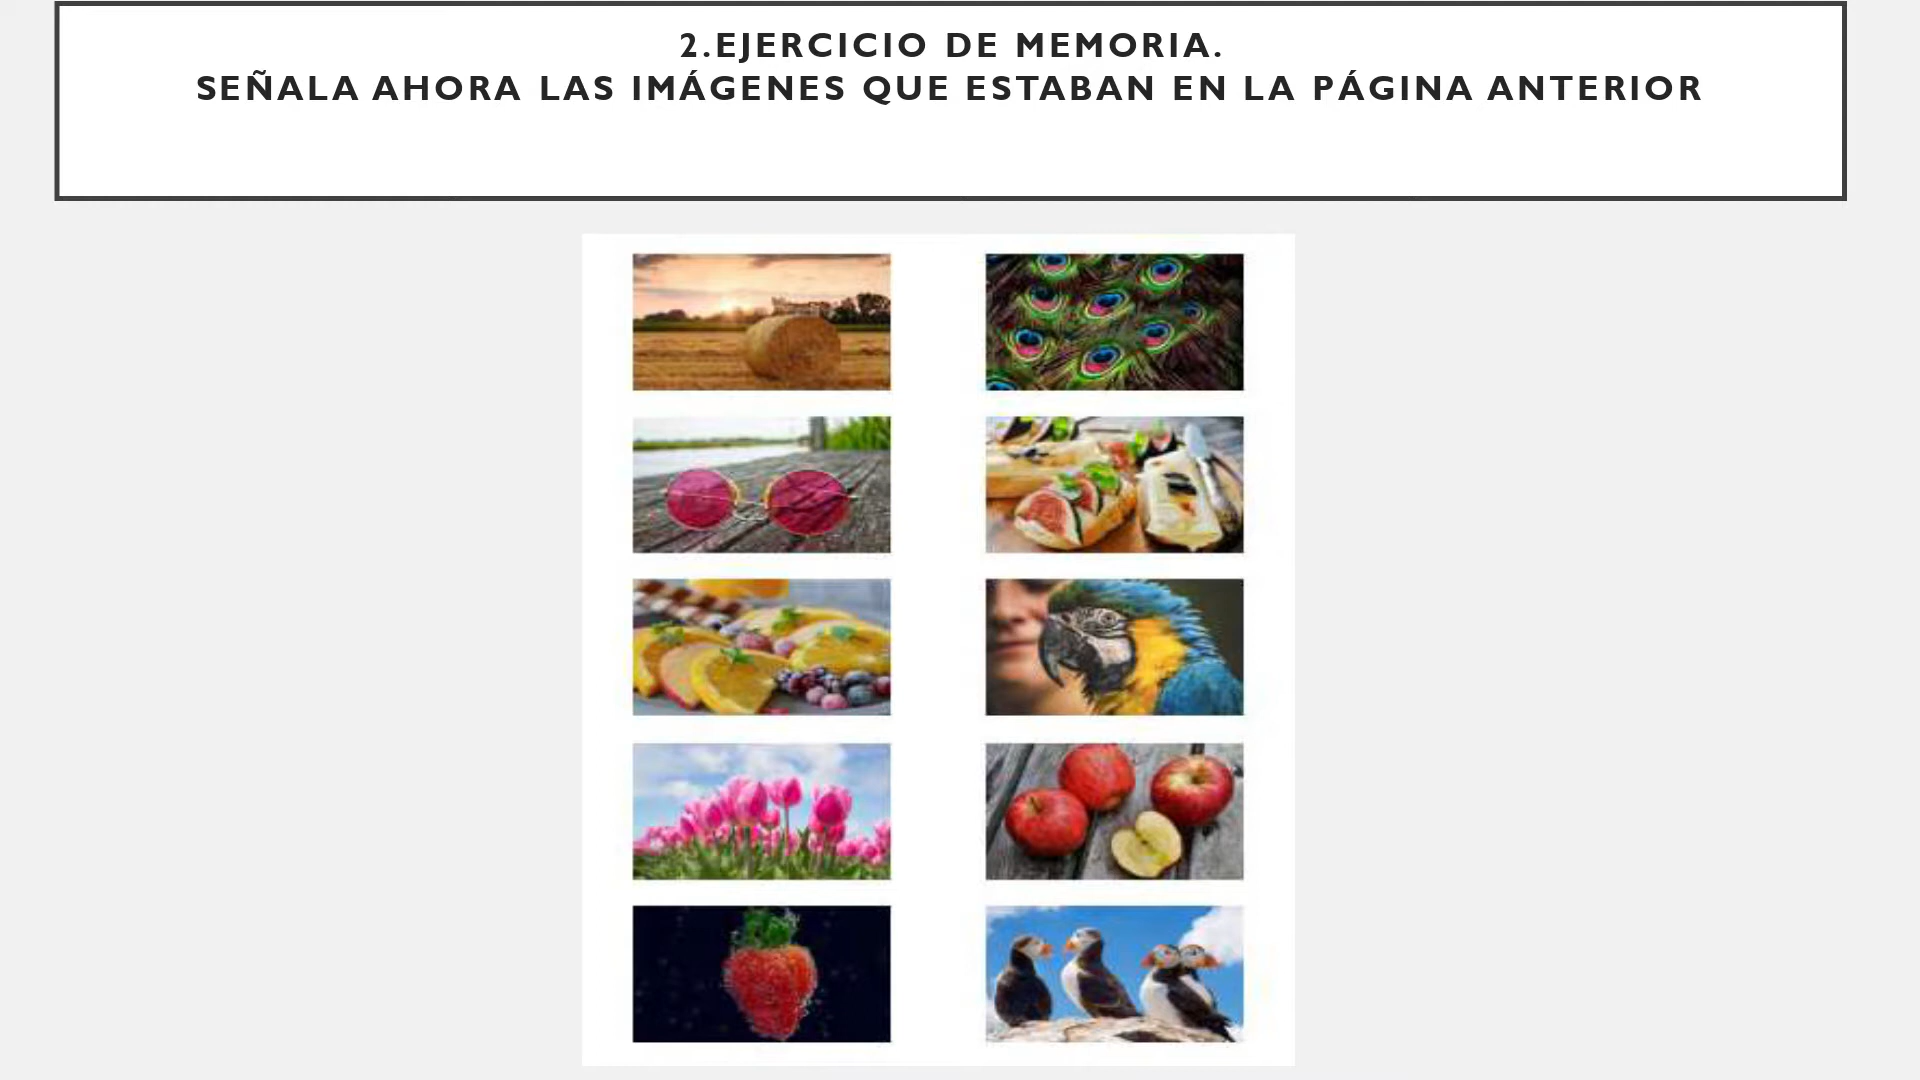 2.EJERCICIO DE MEMORIA.
SEÑALA AHORA LAS IMÁGENES QUE ESTABAN EN LA PÁGINA ANTERIOR